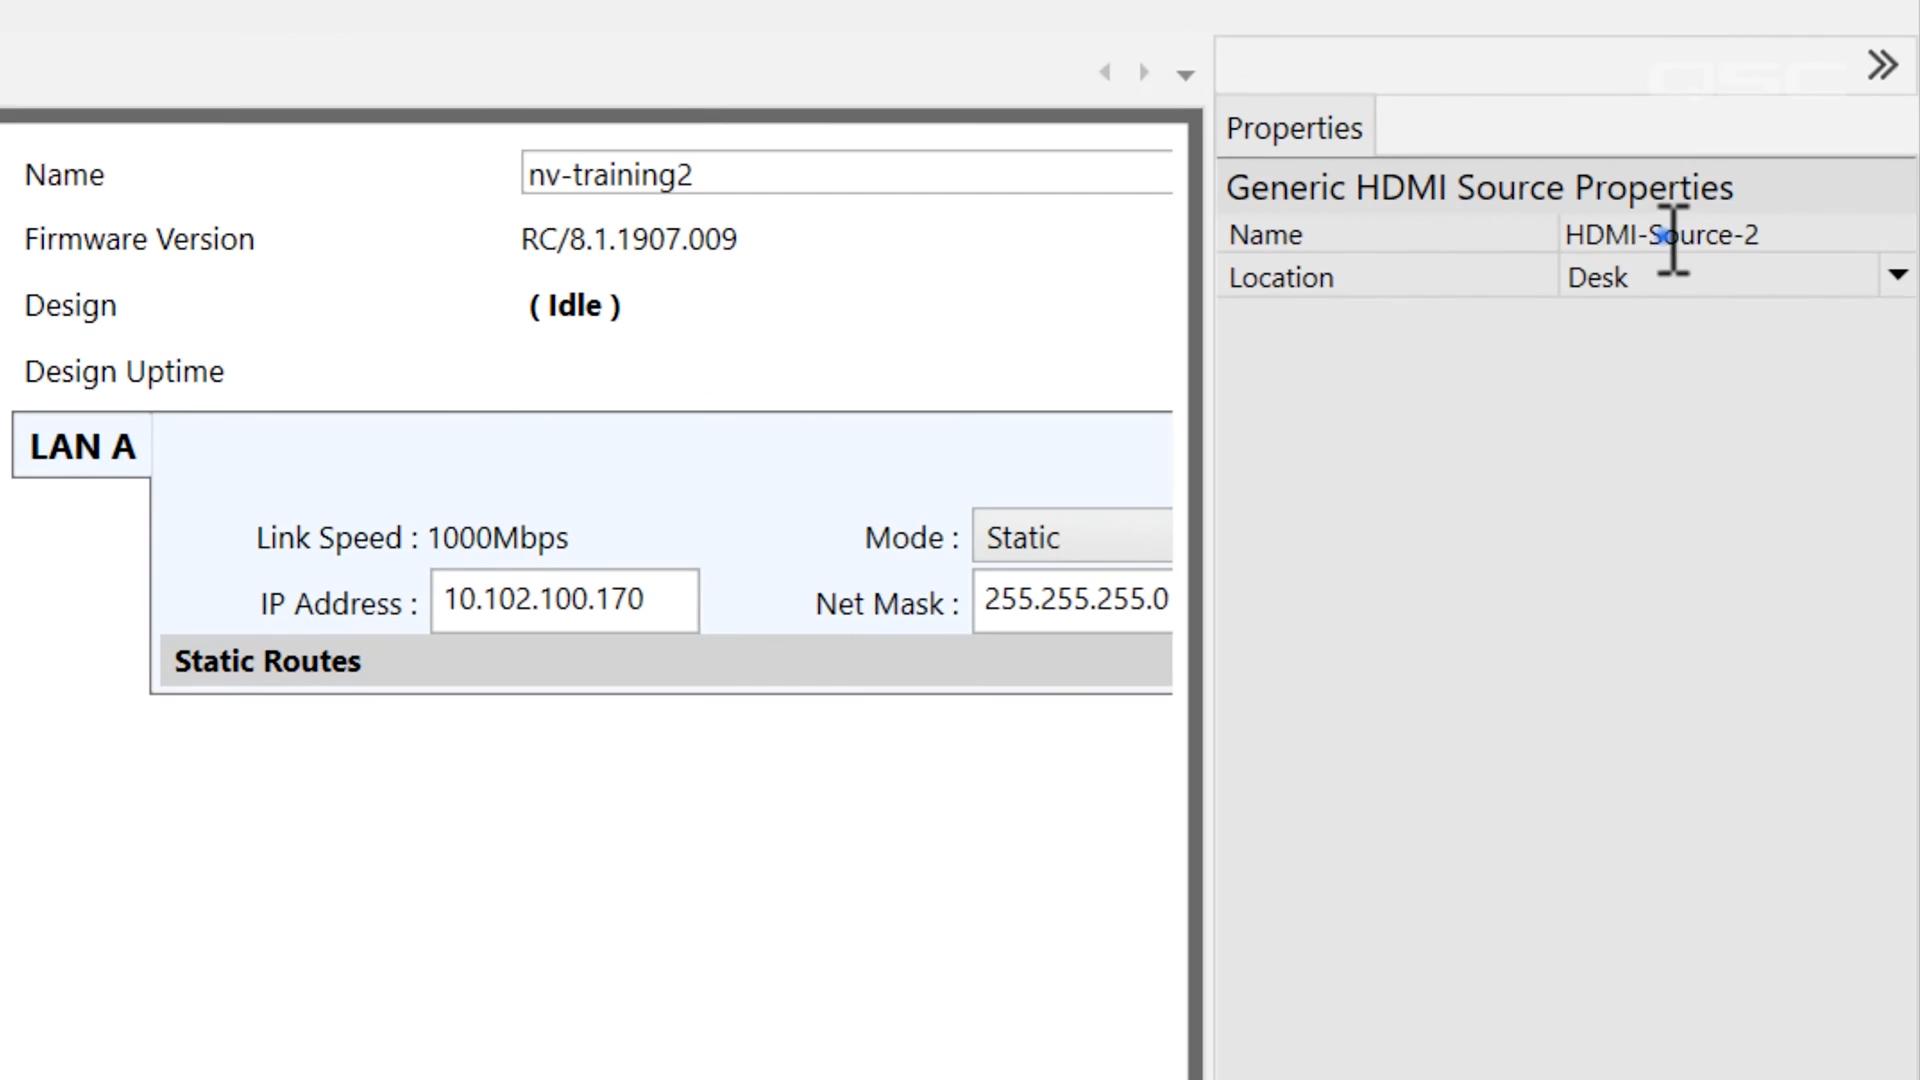 QSC
Properties
Generic HDMI Source Properties
Name HDMI-Source-2
Location Desk
Name nv-training2
Firmware Version RC/8.1.1907.009
Design ( Idle )
Design Uptime
LAN A
Link Speed : 1000Mbps Mode : Static
IP Address : 10.102.100.170 Net Mask : 255.255.255.0
Static Routes